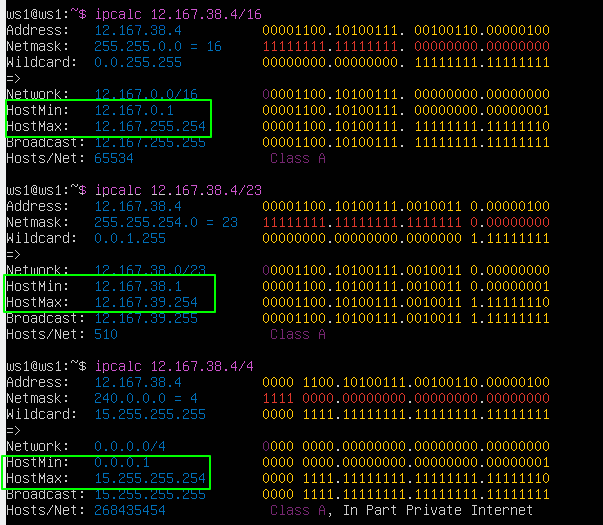 ws1@ws1:~$ ipcalc 12.167.38.4/16
Address: 12.167.38.4 00001100.10100111. 00100110.00000100
Netmask: 255.255.0.0 = 16 11111111.11111111. 00000000.00000000
Wildcard: 0.0.255.255 00000000.00000000. 11111111.11111111
=>
Network: 12.167.0.0/16 00001100.10100111. 00000000.00000000
HostMin: 12.167.0.1 00001100.10100111. 00000000.00000001
HostMax: 12.167.255.254 00001100.10100111. 11111111.11111110
Broadcast: 12.167.255.255 00001100.10100111. 11111111.11111111
Hosts/Net: 65534 Class A
ws1@ws1:~$ ipcalc 12.167.38.4/23
Address: 12.167.38.4 00001100.10100111.0010011 0.00000100
Netmask: 255.255.254.0 = 23 11111111.11111111.1111111 0.00000000
Wildcard: 0.0.1.255 00000000.00000000.0000000 1.11111111
=>
Network: 12.167.38.0/23 00001100.10100111.0010011 0.00000000
HostMin: 12.167.38.1 00001100.10100111.0010011 0.00000001
HostMax: 12.167.39.254 00001100.10100111.0010011 1.11111110
Broadcast: 12.167.39.255 00001100.10100111.0010011 1.11111111
Hosts/Net: 510 Class A
ws1@ws1:~$ ipcalc 12.167.38.4/4
Address: 12.167.38.4 0000 1100.10100111.00100110.00000100
Netmask: 240.0.0.0 = 4 1111 0000.00000000.00000000.00000000
Wildcard: 15.255.255.255 0000 1111.11111111.11111111.11111111
=>
Network: 0.0.0.0/4 0000 0000.00000000.00000000.00000000
HostMin: 0.0.0.1 0000 0000.00000000.00000000.00000001
HostMax: 15.255.255.254 0000 1111.11111111.11111111.11111110
Broadcast: 15.255.255.255 0000 1111.11111111.11111111.11111111
Hosts/Net: 268435454 Class A, In Part Private Internet